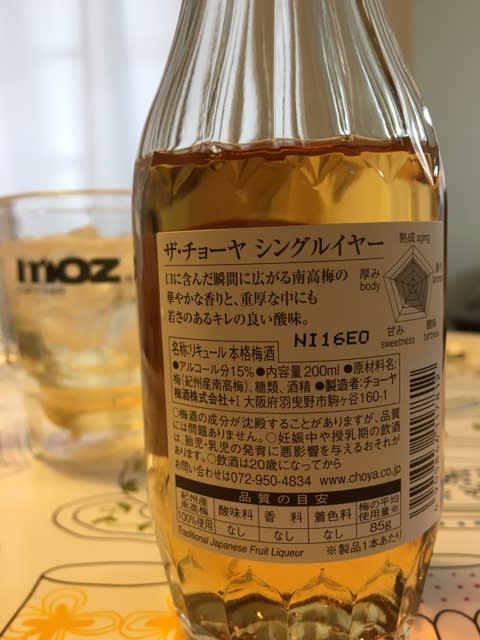 moz
ザ・チョーヤ シングルイヤー
口に含んだ瞬間に広がる南高梅の
華やかな香りと、重厚な中にも
若さのあるキレの良い酸味。
熟成 aging
厚み
body
甘み
sweetness
酸味
NI16E0
名称:リキュール 本格梅酒
●アルコール分15%●内容量200ml ●原材料名:
梅(紀州産南高梅)、糖類、酒精 ●製造者:チョーヤ
梅酒株式会社+I 大阪府羽曳野市駒ヶ谷160-1
○梅酒の成分が沈殿することがありますが、品質
には問題ありません。○妊娠中や授乳期の飲酒
は、胎児・乳児の発育に悪影響を与えるおそれが
あります。○飲酒は20歳になってから
お問い合わせは072-950-4834 www.choya.co.jp
品質の目安
紀州産
南高梅
100%使用
酸味料
なし
香料
なし
着色料
なし
梅の平均
使用量※
85g
Traditional Japanese Fruit Liqueur
※製品1本あたり